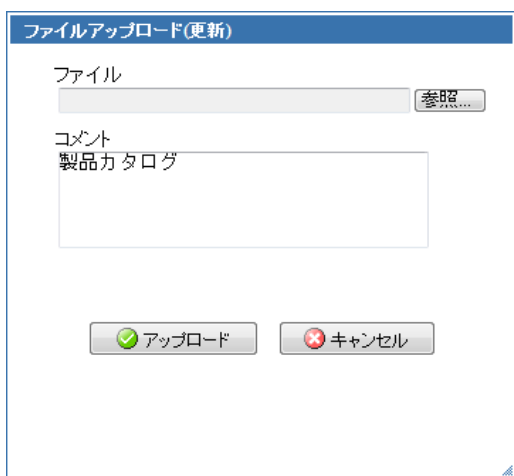 ファイルアップロード(更新)
ファイル
参照...
コメント
製品カタログ
アップロード
キャンセル